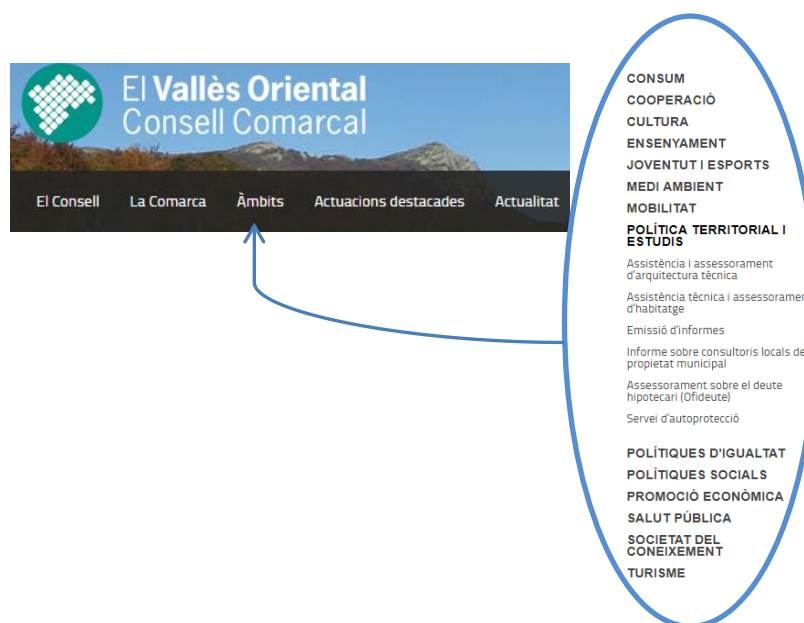 El Vallès Oriental
Consell Comarcal
El Consell La Comarca Àmbits Actuacions destacades Actualitat
CONSUM
COOPERACIÓ
CULTURA
ENSENYAMENT
JOVENTUT I ESPORTS
MEDI AMBIENT
MOBILITAT
POLÍTICA TERRITORIAL I
ESTUDIS
Assistència i assessorament
d'arquitectura tècnica
Assistència tècnica i assessoramen
d'habitatge
Emissió d'informes
Informe sobre consultoris locals de
propietat municipal
Assessorament sobre el deute
hipotecari (Ofideute)
Servei d'autoprotecció
POLÍTIQUES D'IGUALTAT
POLÍTIQUES SOCIALS
PROMOCIÓ ECONÒMICA
SALUT PÚBLICA
SOCIETAT DEL
CONEIXEMENT
TURISME